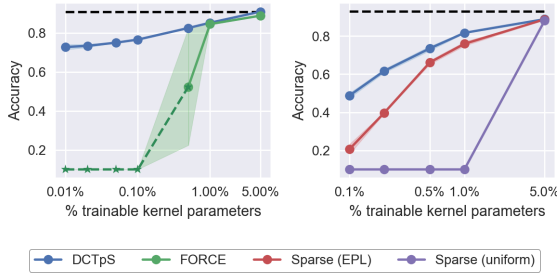 Accuracy
0.8
0.6
0.4
0.2
0.01% 0.10% 1.00% 5.00%
% trainable kernel parameters
Accuracy
0.8
0.6
0.4
0.2
0.1% 0.5% 1.0% 5.0%
% trainable kernel parameters
DCTpS FORCE Sparse (EPL) Sparse (uniform)